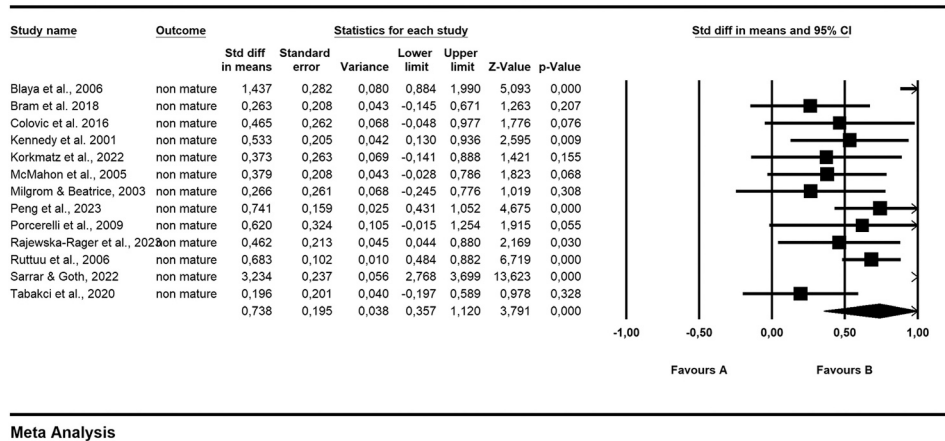 Study name Outcome Statistics for each study Std diff in means and 95% CI
Std diff in means Standard error Variance Lower limit Upper limit Z-Value p-Value
Blaya et al., 2006 non mature 1,437 0,282 0,080 0,884 1,990 5,093 0,000
Bram et al. 2018 non mature 0,263 0,208 0,043 -0,145 0,671 1,263 0,207
Colovic et al. 2016 non mature 0,465 0,262 0,068 -0,048 0,977 1,776 0,076
Kennedy et al. 2001 non mature 0,533 0,205 0,042 0,130 0,936 2,595 0,009
Korkmatz et al., 2022 non mature 0,373 0,263 0,069 -0,141 0,888 1,421 0,155
McMahon et al., 2005 non mature 0,379 0,208 0,043 -0,028 0,786 1,823 0,068
Milgrom & Beatrice, 2003 non mature 0,266 0,261 0,068 -0,245 0,776 1,019 0,308
Peng et al., 2023 non mature 0,741 0,159 0,025 0,431 1,052 4,675 0,000
Porcerelli et al., 2009 non mature 0,620 0,324 0,105 -0,015 1,254 1,913 0,055
Rajewska-Rager et al., 2023 non mature 0,462 0,213 0,045 0,044 0,880 2,169 0,030
Ruttuu et al., 2006 non mature 0,683 0,102 0,010 0,484 0,882 6,719 0,000
Sarrar & Goth, 2022 non mature 3,234 0,237 0,056 2,768 3,699 13,623 0,000
Tabakci et al., 2020 non mature 0,196 0,201 0,040 -0,197 0,589 0,978 0,328
0,738 0,195 0,038 0,357 1,120 3,791 0,000
-1,00 -0,50 0,00 0,50 1,00
Favours A Favours B
Meta Analysis